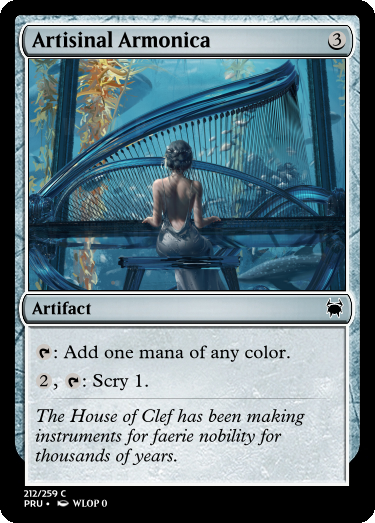 Artisinal Armonica 3
Artifact
: Add one mana of any color.
2, : Scry 1.
The House of Clef has been making
instruments for faerie nobility for
thousands of years.
212/259 C
PRU • WLOP 0